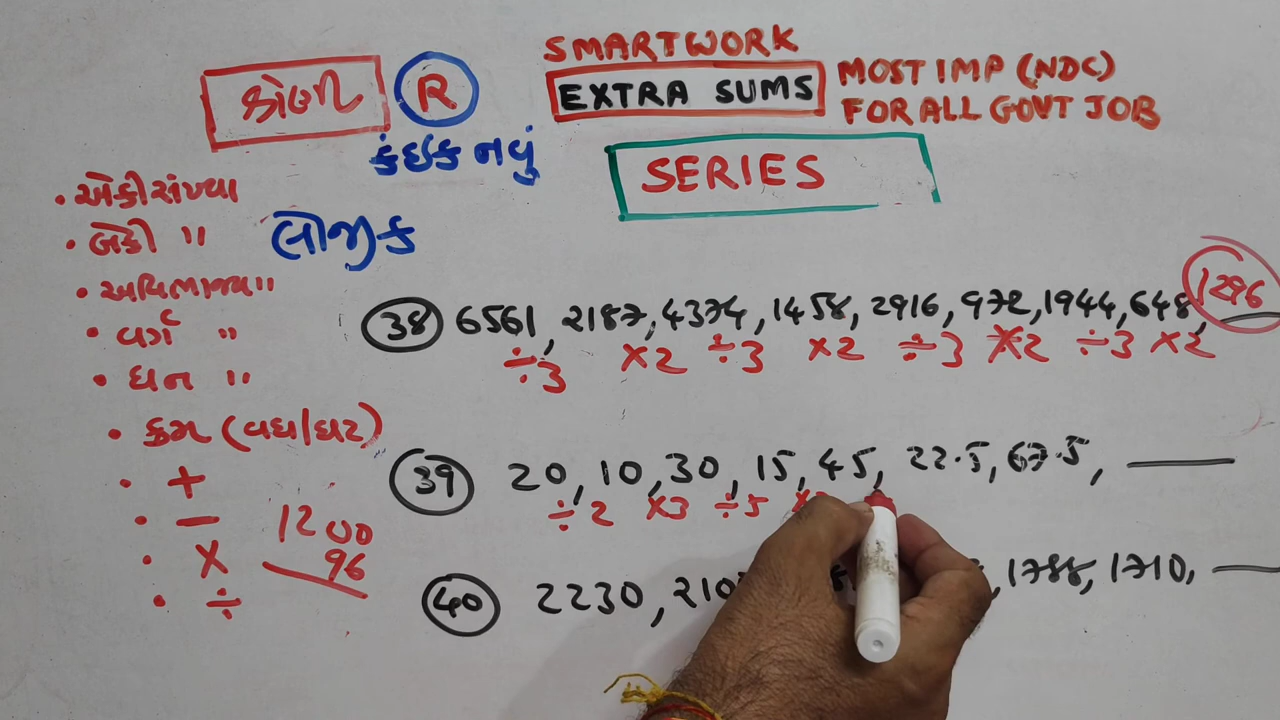 શ્રેણી R SMARTWORK
EXTRA SUMS MOST IMP (NDC)
FOR ALL GOVT JOB
કંઈક નવું
SERIES
• એકી સંખ્યા
• બેકી "
લોજીક
• અવિભાજ્ય "
• વર્ગ "
• ઘન "
• ક્રમ (વધ/ઘટ)
• +
• −
• ×
• ÷
1200
96
38 6561, 2187, 4374, 1458, 2916, 972, 1944, 648, 1296
÷3 ×2 ÷3 ×2 ÷3 ×2 ÷3 ×2
39 20, 10, 30, 15, 45, 22.5, 67.5, ____
÷2 ×3 ÷5
40 2230, 1788, 1710, ____